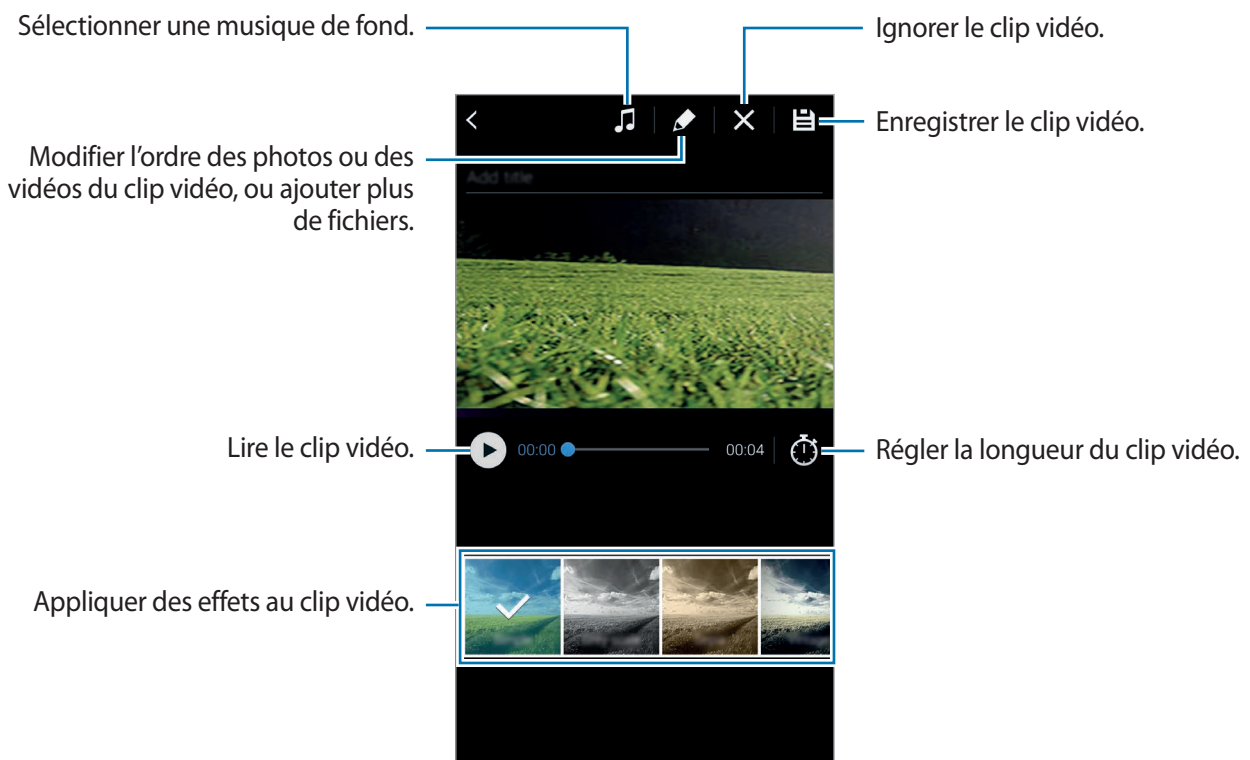 Sélectionner une musique de fond.
Ignorer le clip vidéo.
Enregistrer le clip vidéo.
Modifier l'ordre des photos ou des
vidéos du clip vidéo, ou ajouter plus
de fichiers.
Add title
Lire le clip vidéo.
00:00
00:04
Régler la longueur du clip vidéo.
Appliquer des effets au clip vidéo.